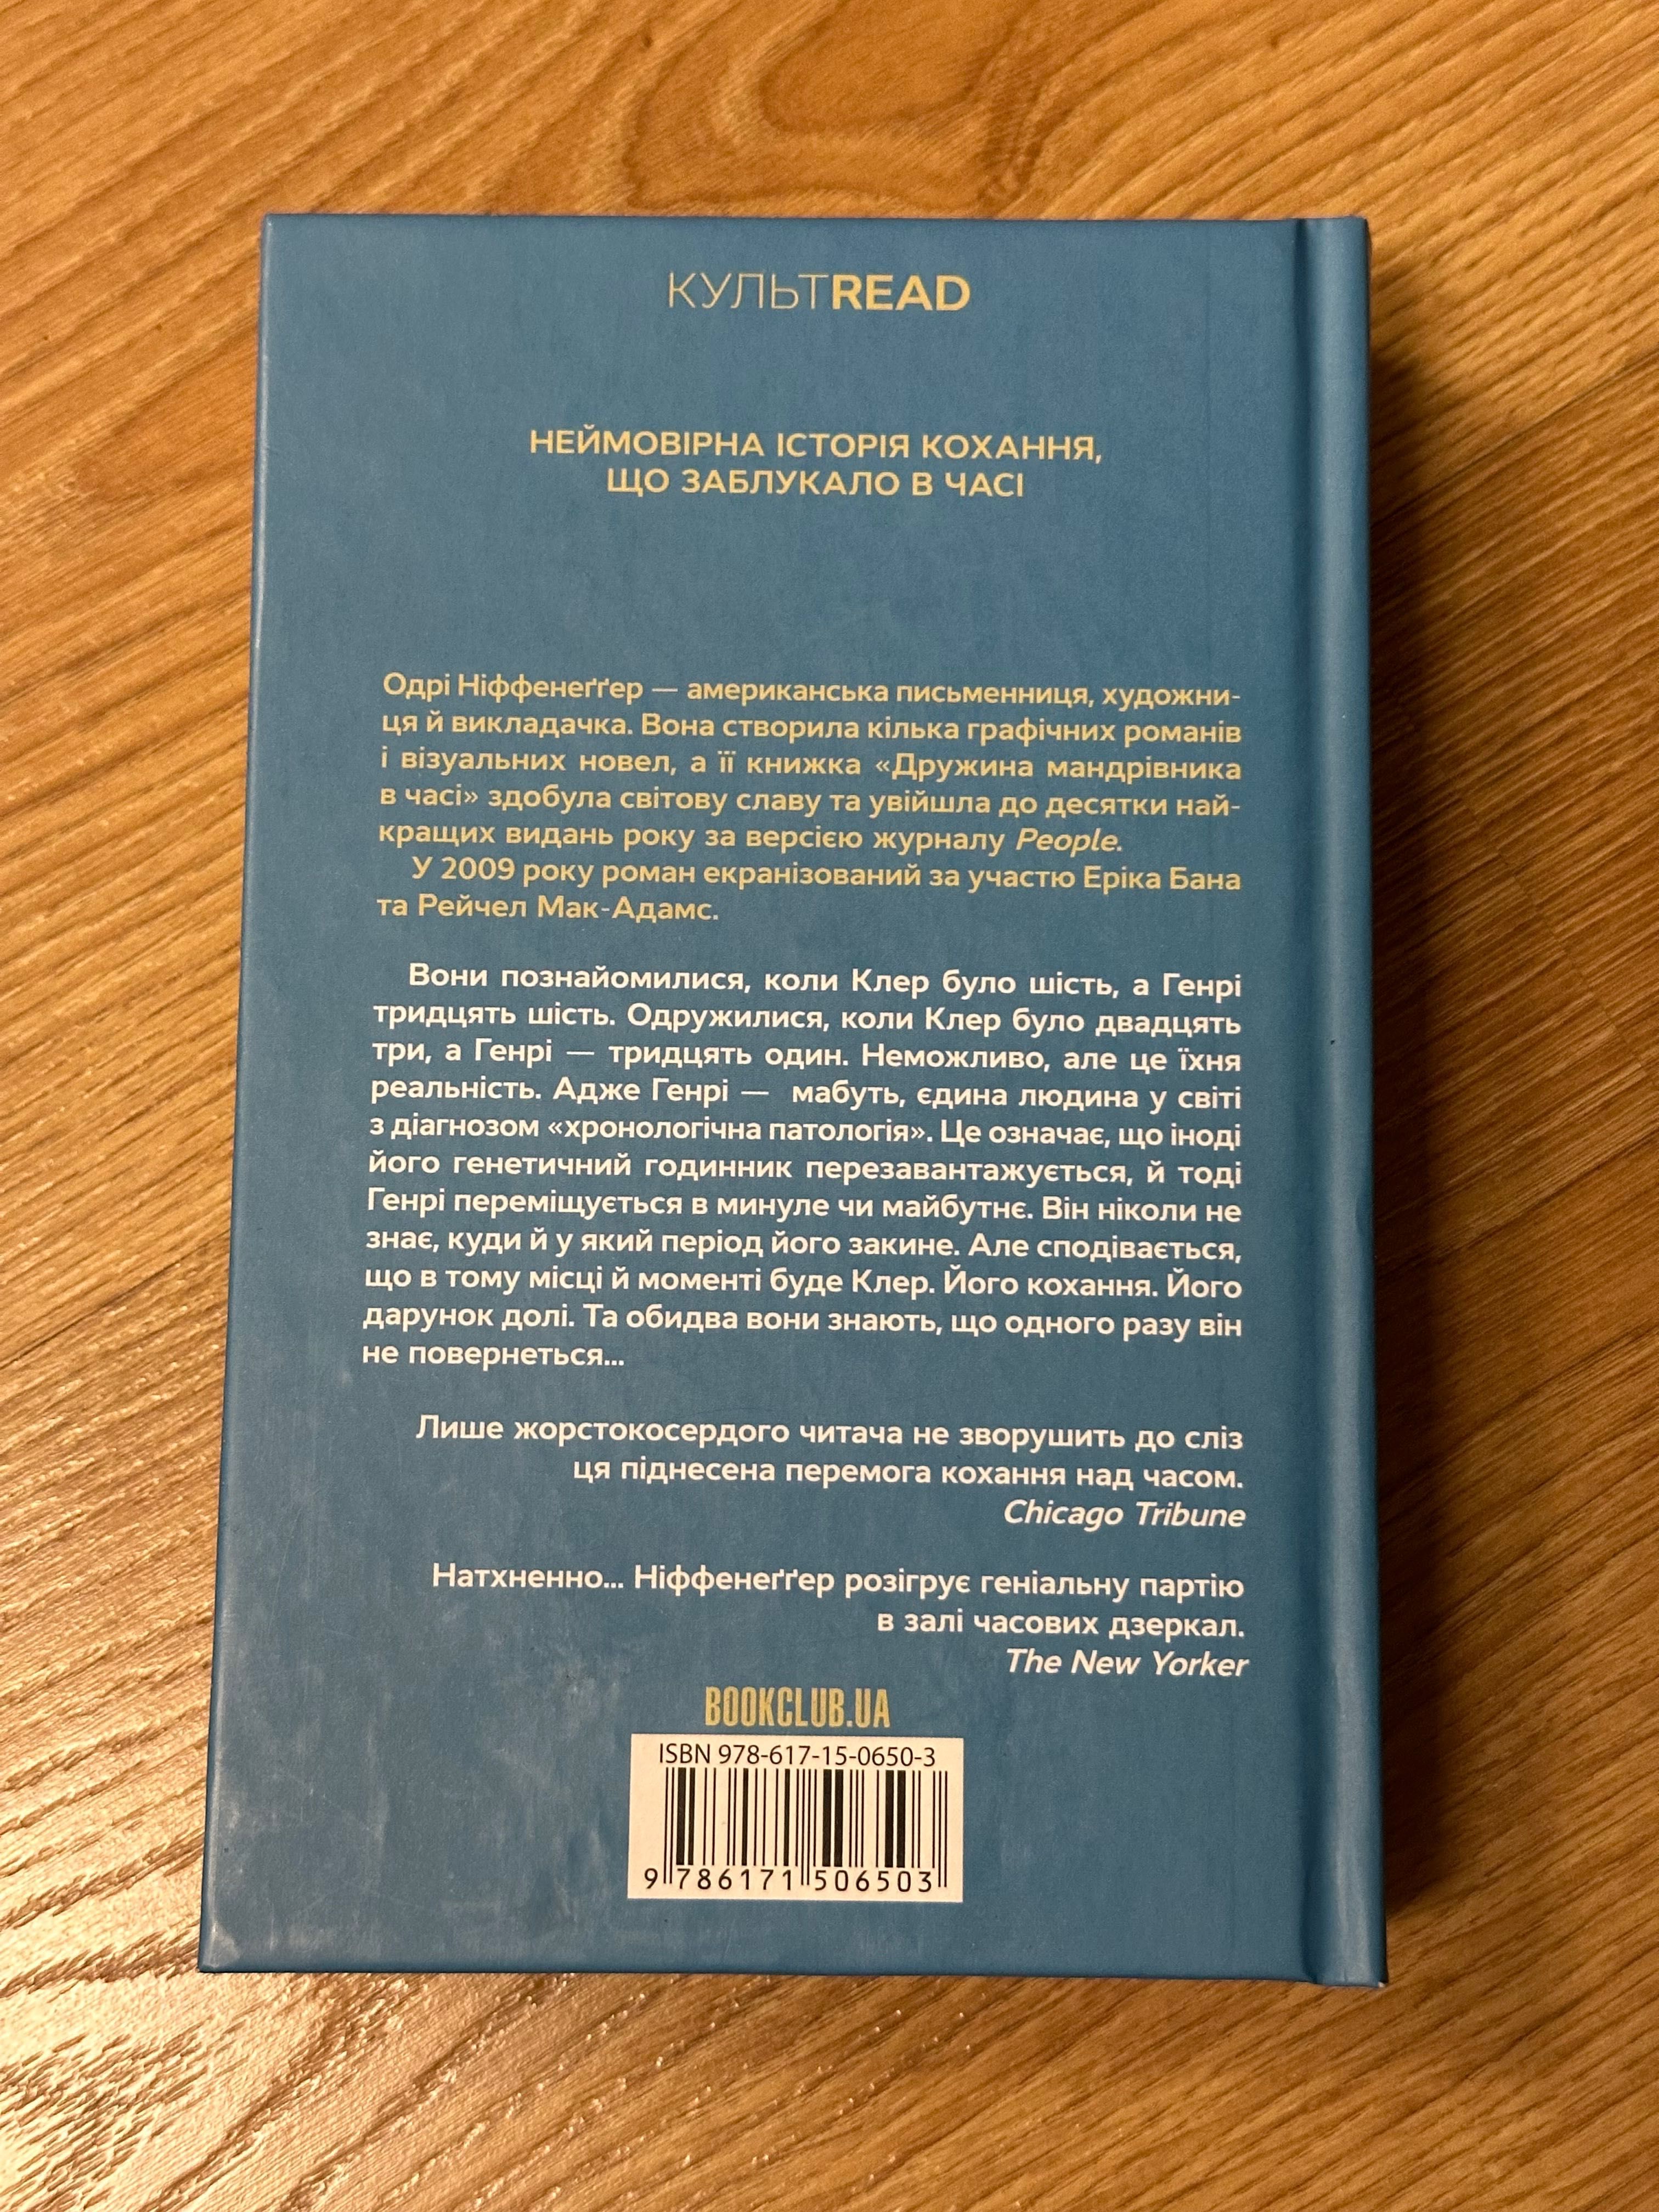 КУЛЬТREAD
НЕЙМОВІРНА ІСТОРІЯ КОХАННЯ,
ЩО ЗАБЛУКАЛО В ЧАСІ
Одрі Ніффенеґґер — американська письменниця, художни-
ця й викладачка. Вона створила кілька графічних романів
і візуальних новел, а її книжка «Дружина мандрівника
в часі» здобула світову славу та увійшла до десятки най-
кращих видань року за версією журналу People.
У 2009 року роман екранізований за участю Еріка Бана
та Рейчел Мак-Адамс.
Вони познайомилися, коли Клер було шість, а Генрі
тридцять шість. Одружилися, коли Клер було двадцять
три, а Генрі — тридцять один. Неможливо, але це їхня
реальність. Адже Генрі — мабуть, єдина людина у світі
з діагнозом «хронологічна патологія». Це означає, що іноді
його генетичний годинник перезавантажується, й тоді
Генрі переміщується в минуле чи майбутнє. Він ніколи не
знає, куди й у який період його закине. Але сподівається,
що в тому місці й моменті буде Клер. Його кохання. Його
дарунок долі. Та обидва вони знають, що одного разу він
не повернеться...
Лише жорстокосердого читача не зворушить до сліз
ця піднесена перемога кохання над часом.
Chicago Tribune
Натхненно... Ніффенеґґер розігрує геніальну партію
в залі часових дзеркал.
The New Yorker
BOOKCLUB.UA
ISBN 978-617-15-0650-3
9 786171 506503